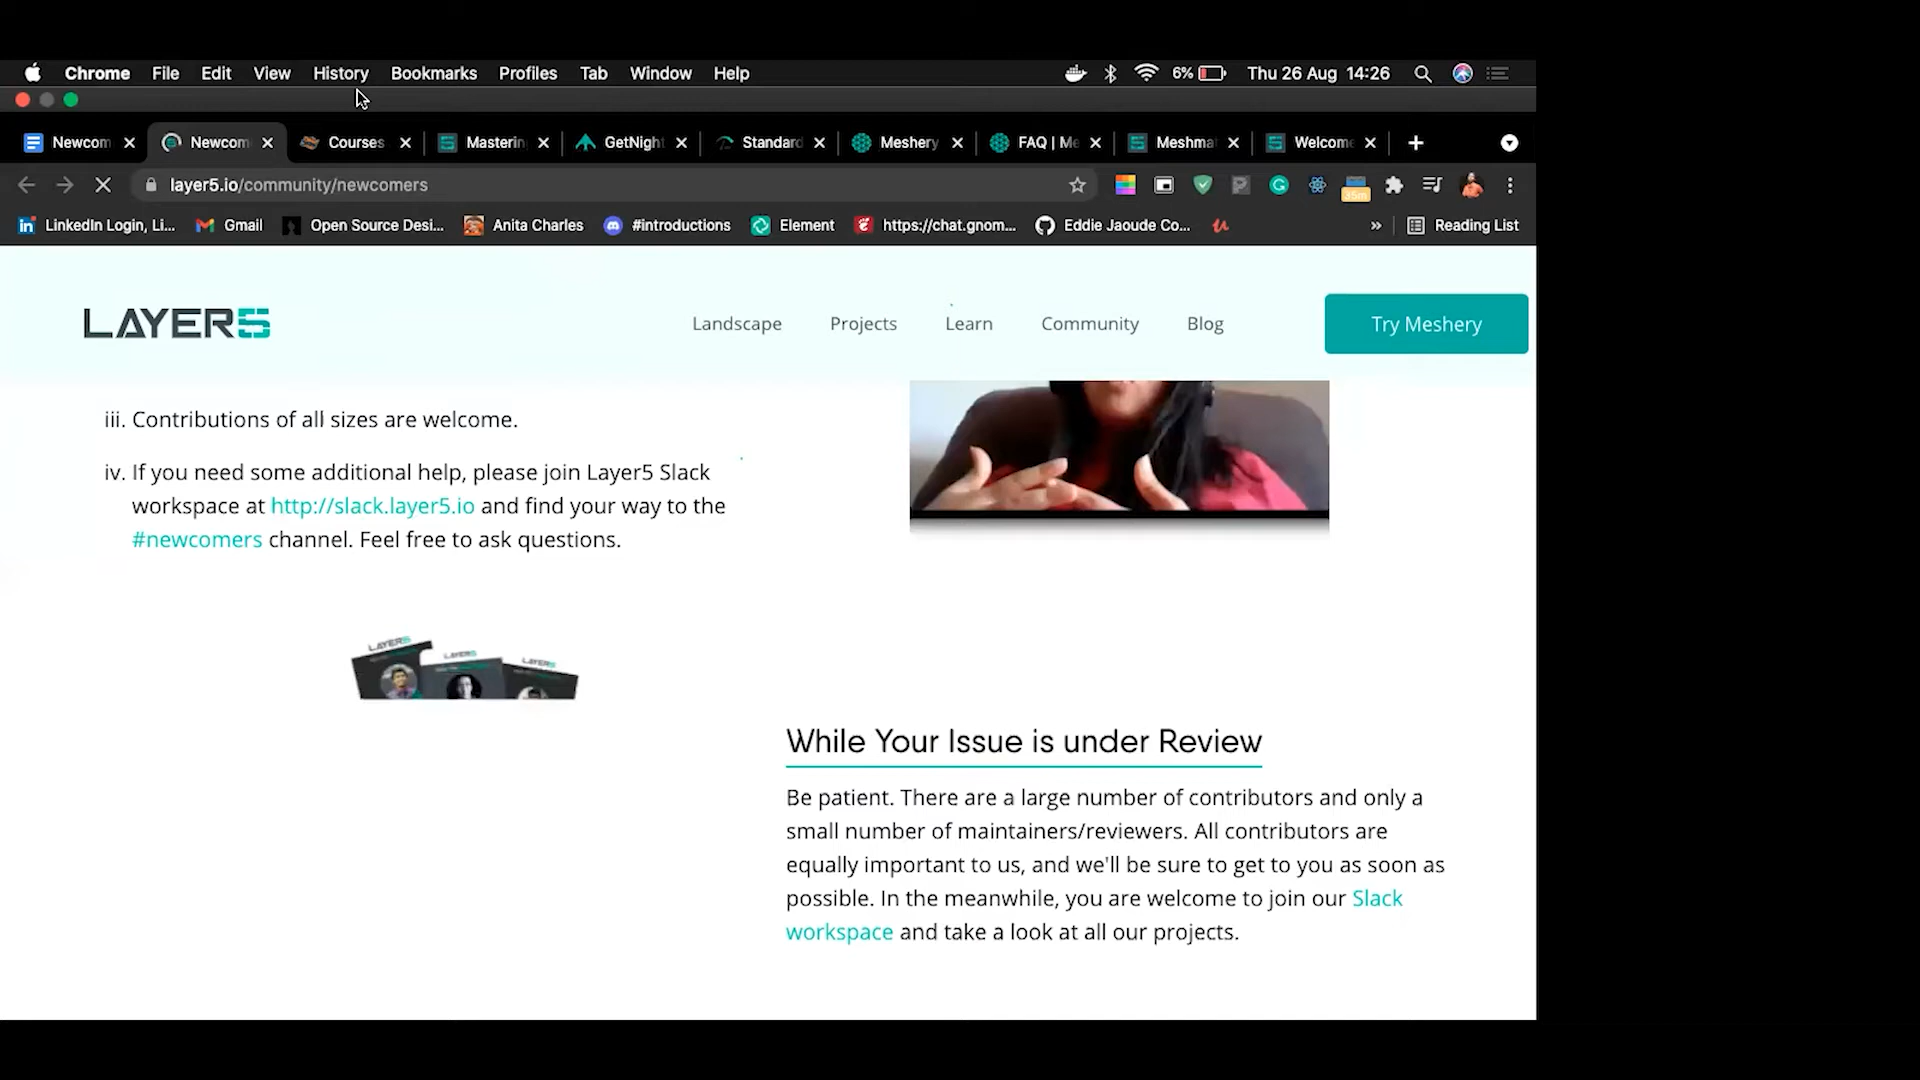 Chrome File Edit View History Bookmarks Profiles Tab Window Help 6% Thu 26 Aug 14:26
Newcom Newcom Courses Mastering GetNight Standard Meshery FAQ | Me Meshmat Welcome
layer5.io/community/newcomers 35m
LinkedIn Login, Li... Gmail Open Source Desi... Anita Charles #introductions Element https://chat.gnom... Eddie Jaoude Co... » Reading List
LAYER5 Landscape Projects Learn Community Blog Try Meshery
iii. Contributions of all sizes are welcome.
iv. If you need some additional help, please join Layer5 Slack
workspace at http://slack.layer5.io and find your way to the
#newcomers channel. Feel free to ask questions.
LAYER5 LAYER5 LAYER5
While Your Issue is under Review
Be patient. There are a large number of contributors and only a
small number of maintainers/reviewers. All contributors are
equally important to us, and we'll be sure to get to you as soon as
possible. In the meanwhile, you are welcome to join our Slack
workspace and take a look at all our projects.